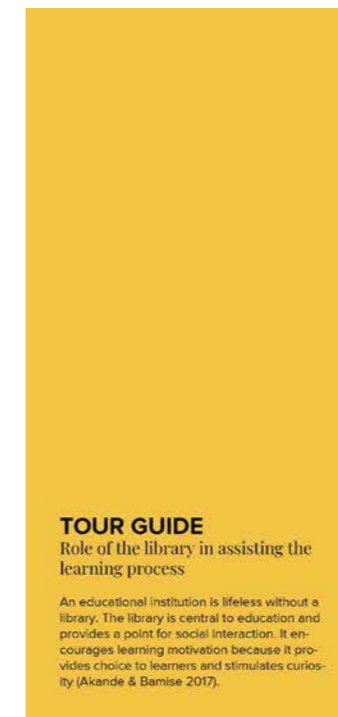 TOUR GUIDE
Role of the library in assisting the
learning process
An educational institution is lifeless without a
library. The library is central to education and
provides a point for social interaction. It en-
courages learning motivation because it pro-
vides choice to learners and stimulates curios-
ity (Akande & Bamise 2017).